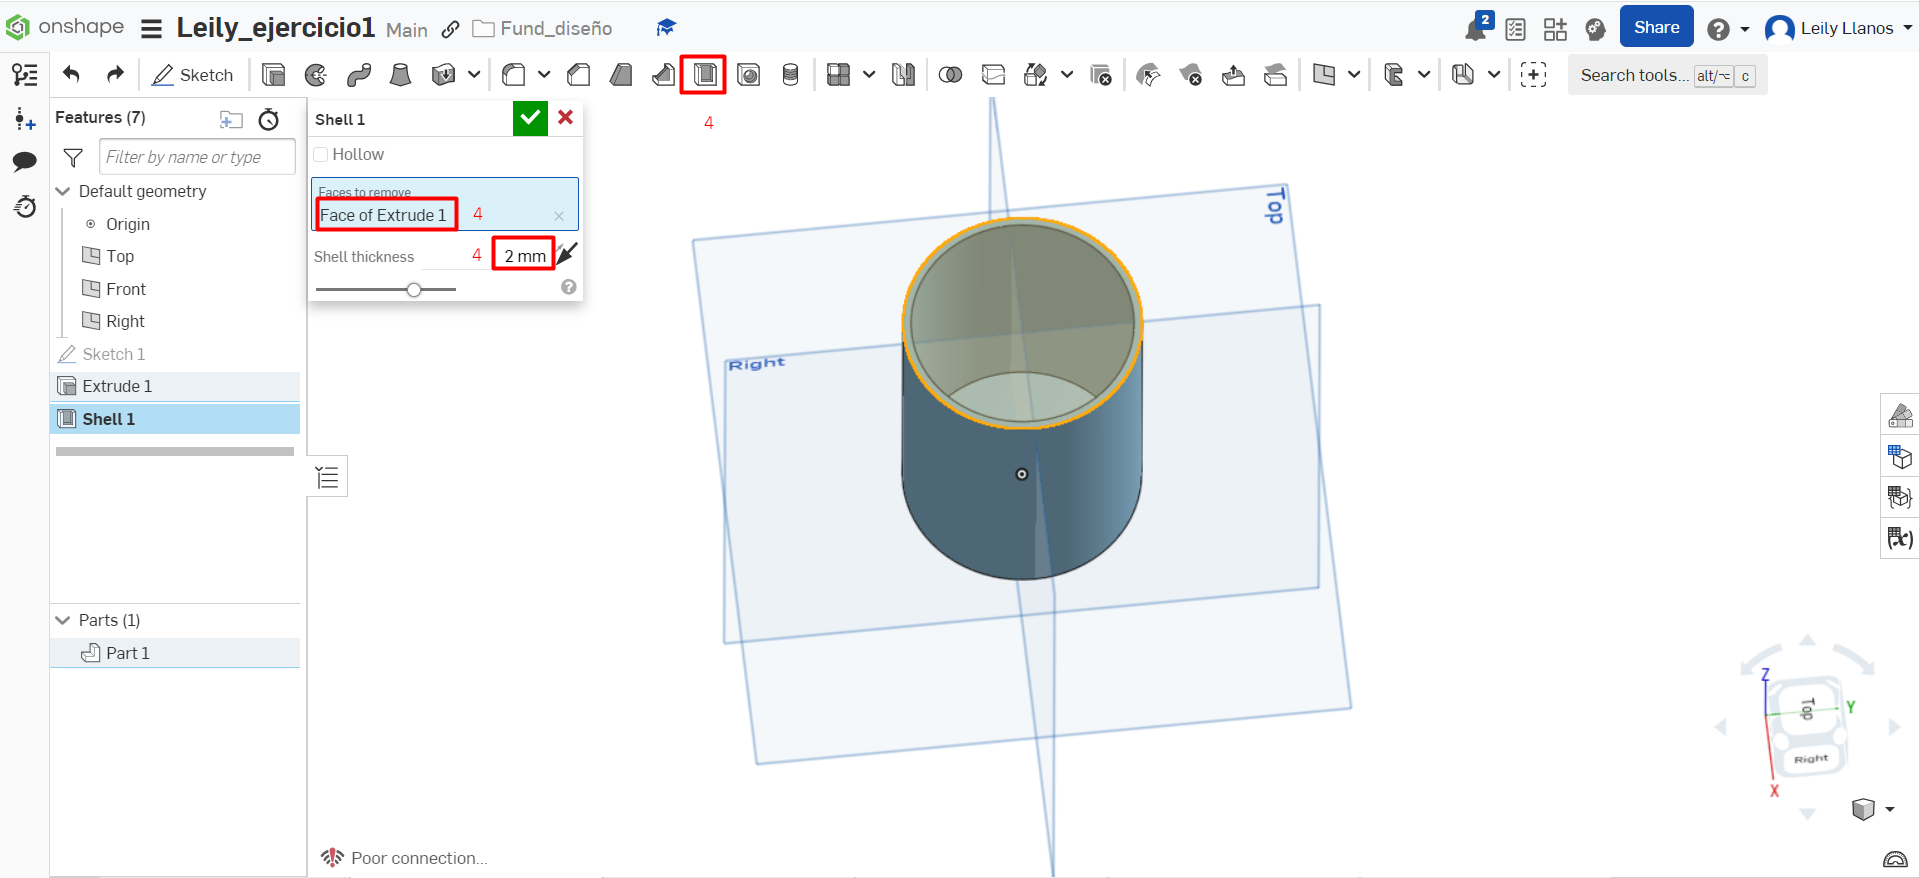 onshape
Leily_ejercicio1 Main Fund_diseño
2
Share
Leily Llanos
Sketch
Search tools... alt/⌥ c
Features (7)
Filter by name or type
Default geometry
Origin
Top
Front
Right
Sketch 1
Extrude 1
Shell 1
Parts (1)
Part 1
Shell 1
Hollow
Faces to remove
Face of Extrude 1 4
Shell thickness 4 2 mm
4
Top
Right
(x)
Z
Top
Y
Right
X
Poor connection...